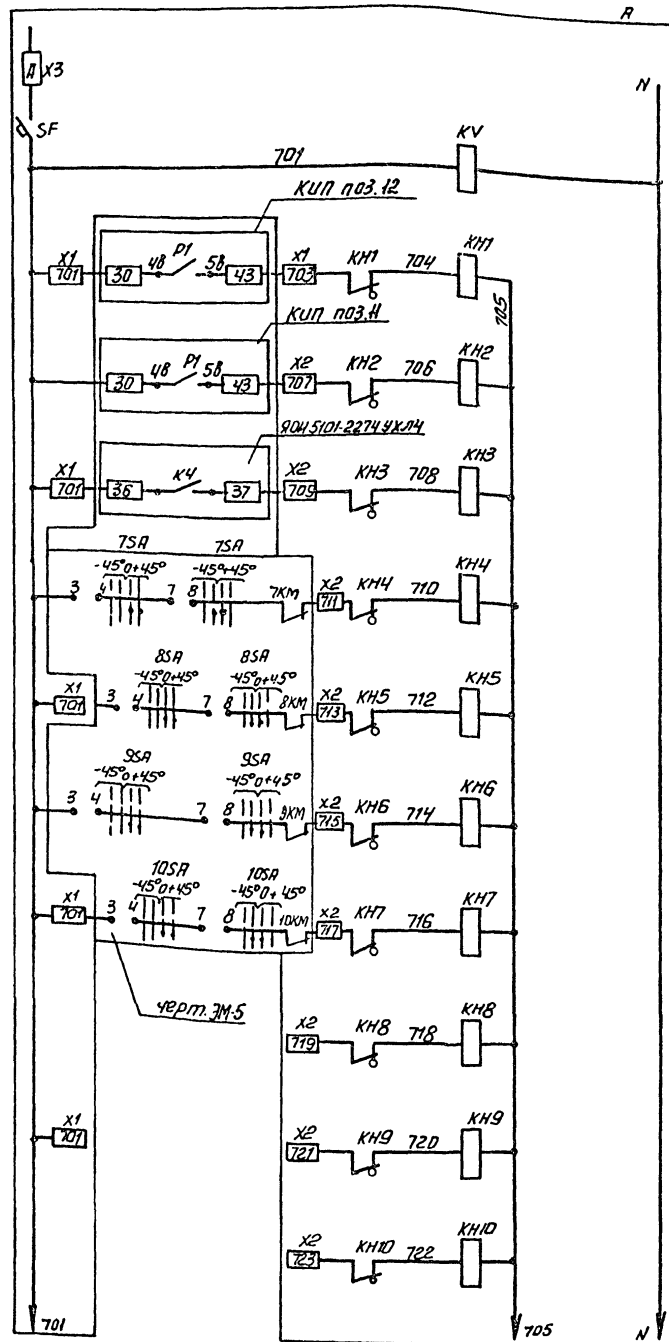 Я
А X3
N
SF
701 KV
КИП поз.12
X1 P1 X1 KH1 704 KH1
701 30 4В 5В 43 703
705
КИП поз.11
P1 X2 KH2 706 KH2
30 4В 5В 43 707
ЯОИ5101-2274УХЛ4
X1 K4 X2 KH3 708 KH3
701 36 37 709
7SA 7SA
-45°0+45° -45°+45°
3 4 7 8 7KM X2 KH4 710 KH4
711
8SA 8SA
-45°0+45° -45°0+45°
X1 3 4 7 8 8KM X2 KH5 712 KH5
701 713
9SA 9SA
-45°0+45° -45°0+45°
3 4 7 8 9KM X2 KH6 714 KH6
715
10SA 10SA
-45°0+45° -45°0+45°
X1 3 4 7 8 10KM X2 KH7 716 KH7
701 717
черт. ЭМ-5
X2 KH8 718 KH8
719
X1 X2 KH9 720 KH9
701 721
X2 KH10 722 KH10
723
701 705 N